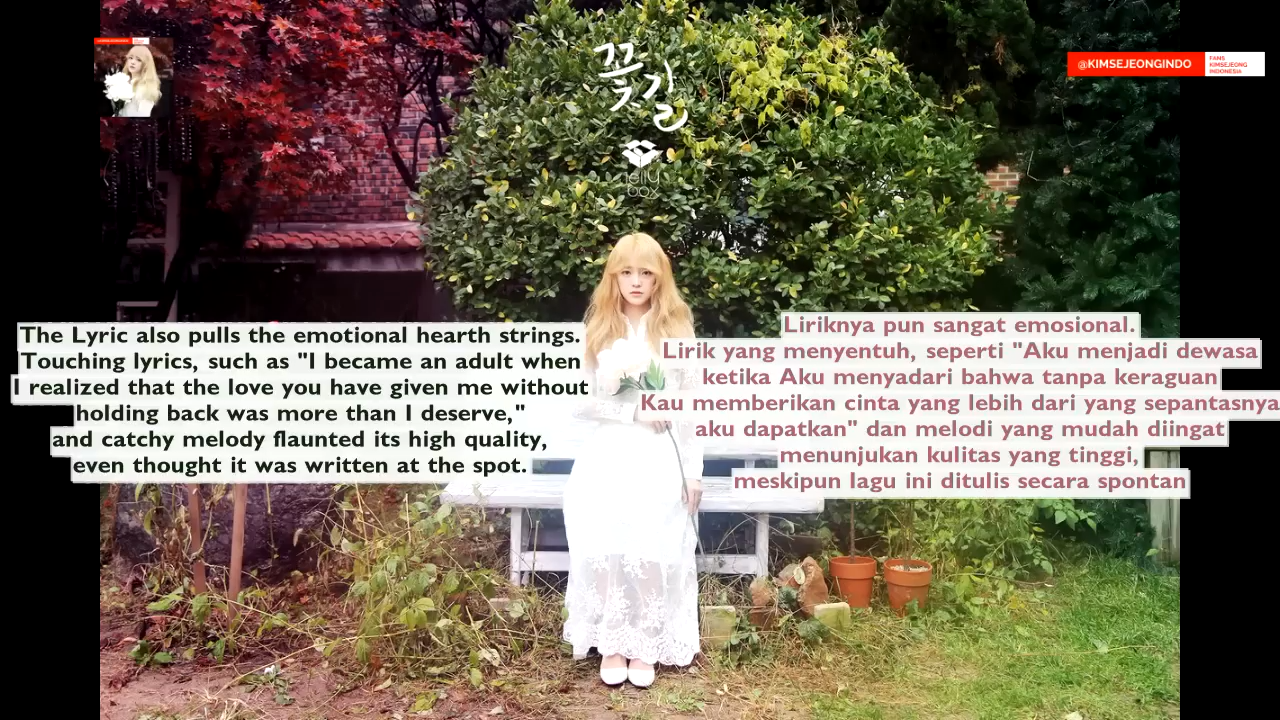 @KIMSEJEONGINDO
FANS
KIMSEJEONG
INDONESIA
꽃길
jelly
box
The Lyric also pulls the emotional hearth strings.
Touching lyrics, such as "I became an adult when
I realized that the love you have given me without
holding back was more than I deserve,"
and catchy melody flaunted its high quality,
even thought it was written at the spot.
Liriknya pun sangat emosional.
Lirik yang menyentuh, seperti "Aku menjadi dewasa
ketika Aku menyadari bahwa tanpa keraguan
Kau memberikan cinta yang lebih dari yang sepantasnya
aku dapatkan" dan melodi yang mudah diingat
menunjukan kulitas yang tinggi,
meskipun lagu ini ditulis secara spontan